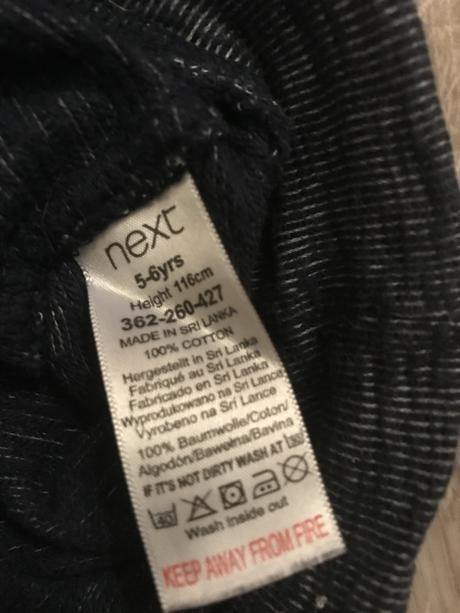 next
5-6yrs
Height 116cm
362-260-427
MADE IN SRI LANKA
100% COTTON
Hergestellt in Sri Lanka
Fabriqué au Sri Lanka
Fabricado en Sri Lanka
Wyprodukowano na Sri Lance
Vyrobeno na Srí Lance
100% Baumwolle/Coton/
Algodón/Bawełna/Bavlna
IF IT'S NOT DIRTY WASH AT 30
40
Wash inside out
KEEP AWAY FROM FIRE